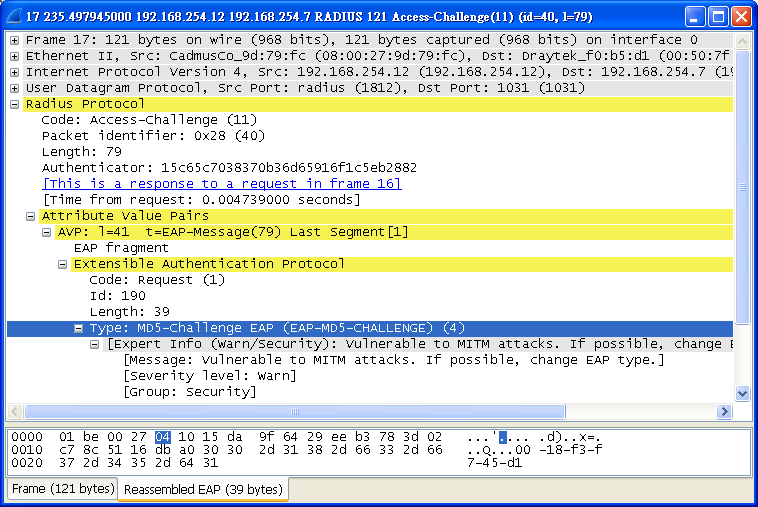 17 235.497945000 192.168.254.12 192.168.254.7 RADIUS 121 Access-Challenge(11) (id=40, l=79)
Frame 17: 121 bytes on wire (968 bits), 121 bytes captured (968 bits) on interface 0
Ethernet II, Src: CadmusCo_9d:79:fc (08:00:27:9d:79:fc), Dst: Draytek_f0:b5:d1 (00:50:7f
Internet Protocol Version 4, Src: 192.168.254.12 (192.168.254.12), Dst: 192.168.254.7 (19
User Datagram Protocol, Src Port: radius (1812), Dst Port: 1031 (1031)
Radius Protocol
Code: Access-Challenge (11)
Packet identifier: 0x28 (40)
Length: 79
Authenticator: 15c65c7038370b36d65916f1c5eb2882
[This is a response to a request in frame 16]
[Time from request: 0.004739000 seconds]
Attribute Value Pairs
AVP: l=41  t=EAP-Message(79) Last Segment[1]
EAP fragment
Extensible Authentication Protocol
Code: Request (1)
Id: 190
Length: 39
Type: MD5-Challenge EAP (EAP-MD5-CHALLENGE) (4)
[Expert Info (Warn/Security): Vulnerable to MITM attacks. If possible, change E
[Message: Vulnerable to MITM attacks. If possible, change EAP type.]
[Severity level: Warn]
[Group: Security]
0000  01 be 00 27 04 10 15 da  9f 64 29 ee b3 78 3d 02  ...'.... .d)..x=.
0010  c7 8c 51 16 db a0 30 30  2d 31 38 2d 66 33 2d 66  ..Q...00 -18-f3-f
0020  37 2d 34 35 2d 64 31  7-45-d1
Frame (121 bytes) Reassembled EAP (39 bytes)